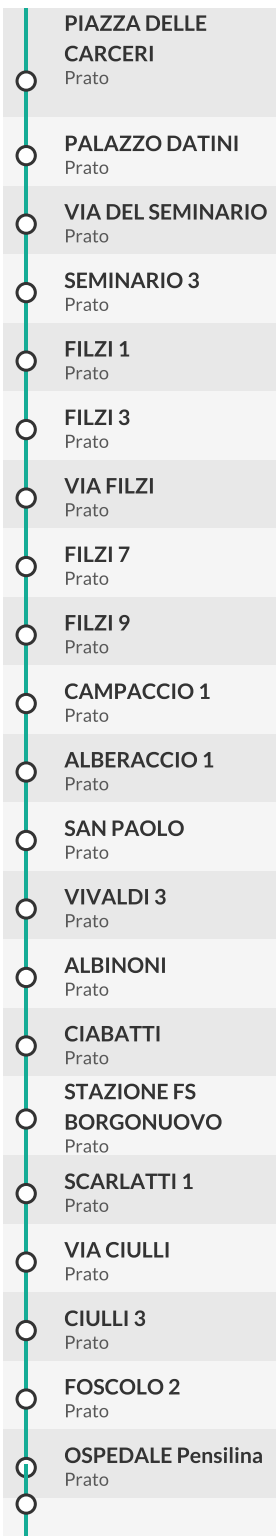 PIAZZA DELLE
CARCERI
Prato
PALAZZO DATINI
Prato
VIA DEL SEMINARIO
Prato
SEMINARIO 3
Prato
FILZI 1
Prato
FILZI 3
Prato
VIA FILZI
Prato
FILZI 7
Prato
FILZI 9
Prato
CAMPACCIO 1
Prato
ALBERACCIO 1
Prato
SAN PAOLO
Prato
VIVALDI 3
Prato
ALBINONI
Prato
CIABATTI
Prato
STAZIONE FS
BORGONUOVO
Prato
SCARLATTI 1
Prato
VIA CIULLI
Prato
CIULLI 3
Prato
FOSCOLO 2
Prato
OSPEDALE Pensilina
Prato